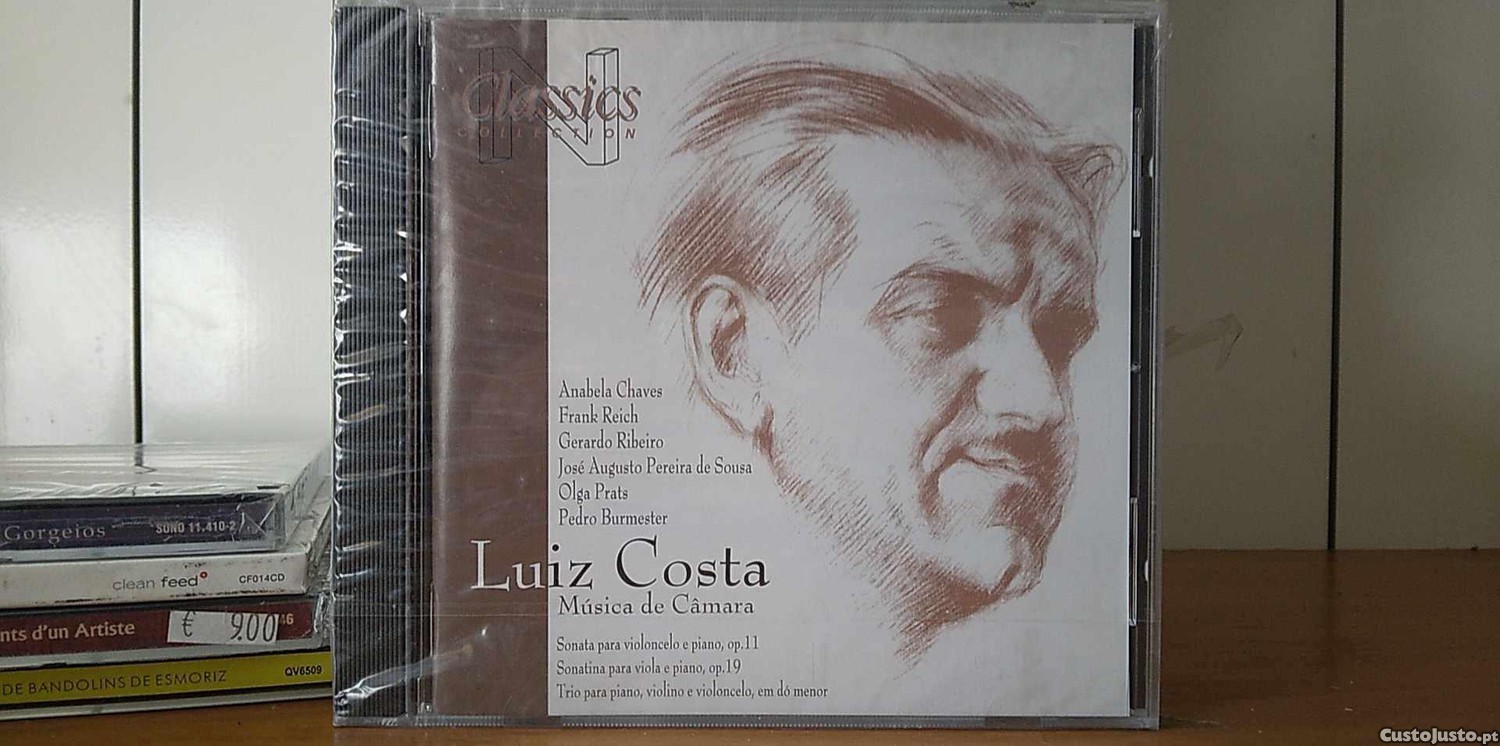 N
Classics
COLLECTION
Anabela Chaves
Frank Reich
Gerardo Ribeiro
José Augusto Pereira de Sousa
Olga Prats
Pedro Burmester
Luiz Costa
Música de Câmara
Sonata para violoncelo e piano, op.11
Sonatina para viola e piano, op.19
Trio para piano, violino e violoncelo, em dó menor
Gorgeios SONO 11.410-2
clean feed CF014CD
nts d'un Artiste € 9.00 46
DE BANDOLINS DE ESMORIZ QV6509
CustoJusto.pt